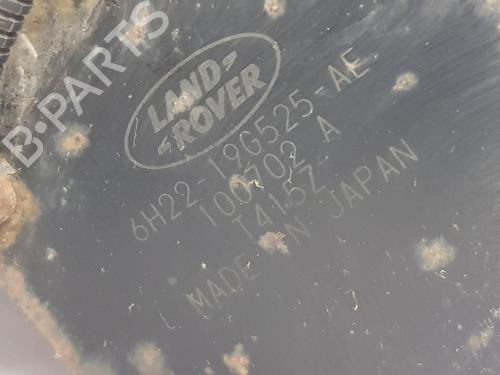 B-PARTS
LAND-
-ROVER
6H22-19G525-AE
100702 A
T415Z
MADE IN JAPAN